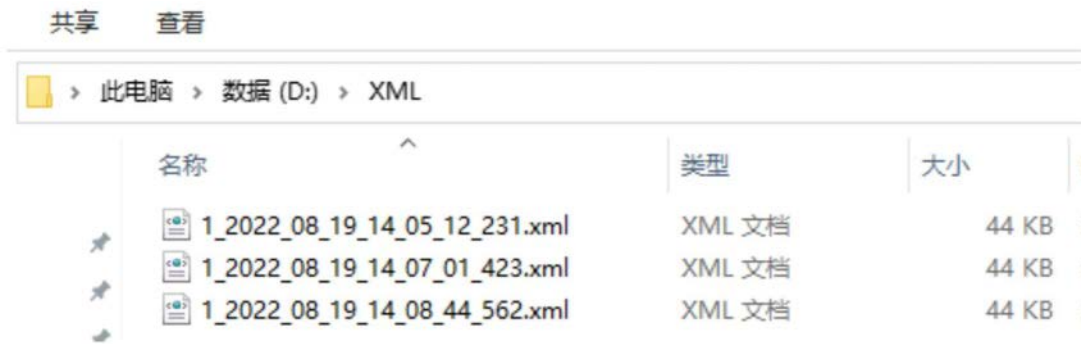 共享 查看
此电脑 › 数据 (D:) › XML
名称 类型 大小
1_2022_08_19_14_05_12_231.xml XML 文档 44 KB
1_2022_08_19_14_07_01_423.xml XML 文档 44 KB
1_2022_08_19_14_08_44_562.xml XML 文档 44 KB